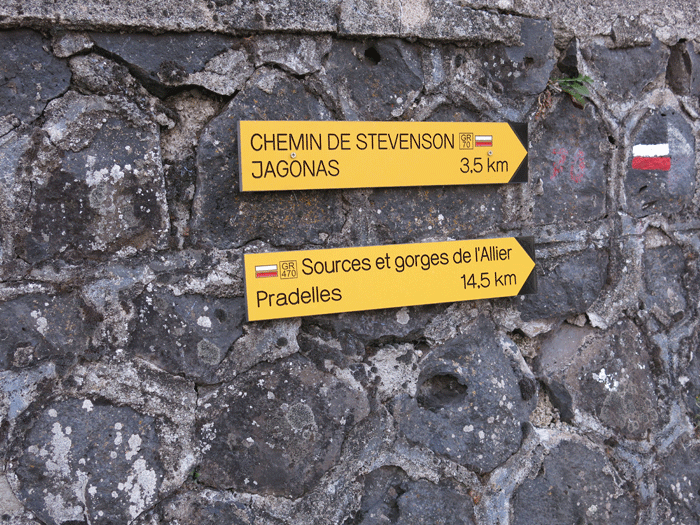 CHEMIN DE STEVENSON GR 70
JAGONAS 3.5 km
70
GR 470 Sources et gorges de l'Allier
Pradelles 14.5 km